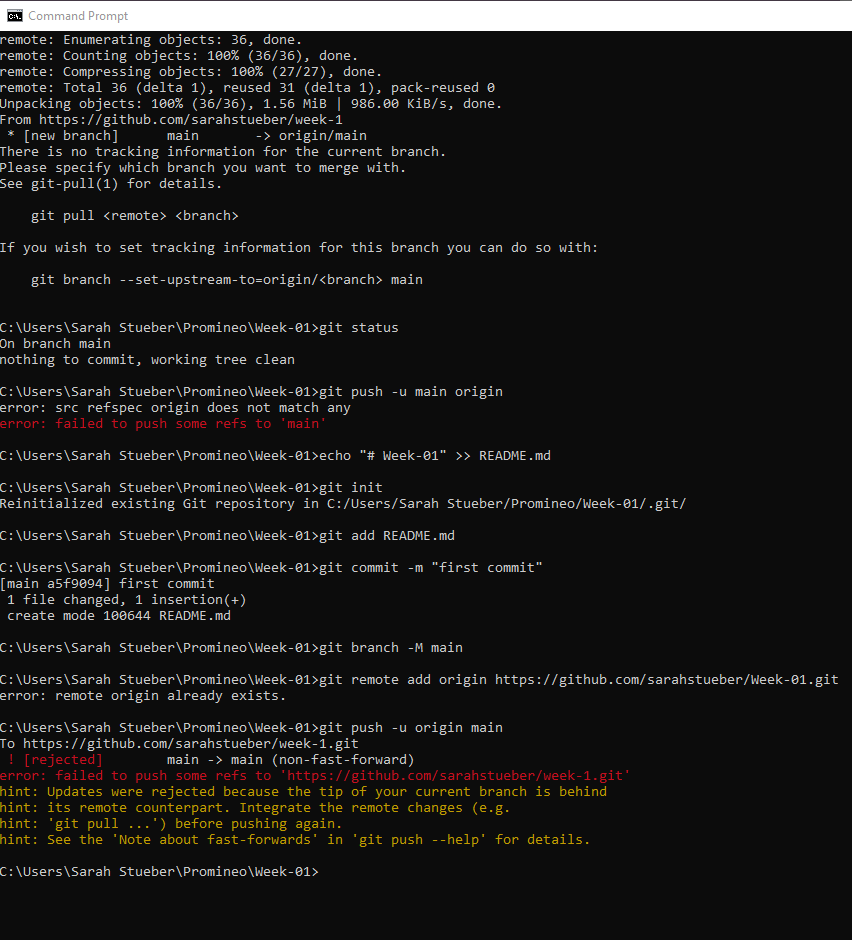 Command Prompt
remote: Enumerating objects: 36, done.
remote: Counting objects: 100% (36/36), done.
remote: Compressing objects: 100% (27/27), done.
remote: Total 36 (delta 1), reused 31 (delta 1), pack-reused 0
Unpacking objects: 100% (36/36), 1.56 MiB | 986.00 KiB/s, done.
From https://github.com/sarahstueber/week-1
 * [new branch]      main       -> origin/main
There is no tracking information for the current branch.
Please specify which branch you want to merge with.
See git-pull(1) for details.

    git pull <remote> <branch>

If you wish to set tracking information for this branch you can do so with:

    git branch --set-upstream-to=origin/<branch> main

C:\Users\Sarah Stueber\Promineo\Week-01>git status
On branch main
nothing to commit, working tree clean

C:\Users\Sarah Stueber\Promineo\Week-01>git push -u main origin
error: src refspec origin does not match any
error: failed to push some refs to 'main'

C:\Users\Sarah Stueber\Promineo\Week-01>echo "# Week-01" >> README.md

C:\Users\Sarah Stueber\Promineo\Week-01>git init
Reinitialized existing Git repository in C:/Users/Sarah Stueber/Promineo/Week-01/.git/

C:\Users\Sarah Stueber\Promineo\Week-01>git add README.md

C:\Users\Sarah Stueber\Promineo\Week-01>git commit -m "first commit"
[main a5f9094] first commit
 1 file changed, 1 insertion(+)
 create mode 100644 README.md

C:\Users\Sarah Stueber\Promineo\Week-01>git branch -M main

C:\Users\Sarah Stueber\Promineo\Week-01>git remote add origin https://github.com/sarahstueber/Week-01.git
error: remote origin already exists.

C:\Users\Sarah Stueber\Promineo\Week-01>git push -u origin main
To https://github.com/sarahstueber/week-1.git
 ! [rejected]        main -> main (non-fast-forward)
error: failed to push some refs to 'https://github.com/sarahstueber/week-1.git'
hint: Updates were rejected because the tip of your current branch is behind
hint: its remote counterpart. Integrate the remote changes (e.g.
hint: 'git pull ...') before pushing again.
hint: See the 'Note about fast-forwards' in 'git push --help' for details.

C:\Users\Sarah Stueber\Promineo\Week-01>